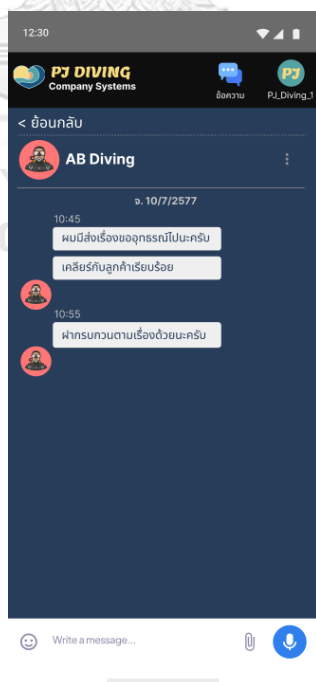 12:30
PJ DIVING
Company Systems
ข้อความ
PJ
PJ_Diving_1
< ย้อนกลับ
AB Diving
จ. 10/7/2577
10:45
ผมมีส่งเรื่องขออุทธรณ์ไปนะครับ
เคลียร์กับลูกค้าเรียบร้อย
10:55
ฝากรบกวนตามเรื่องด้วยนะครับ
Write a message...